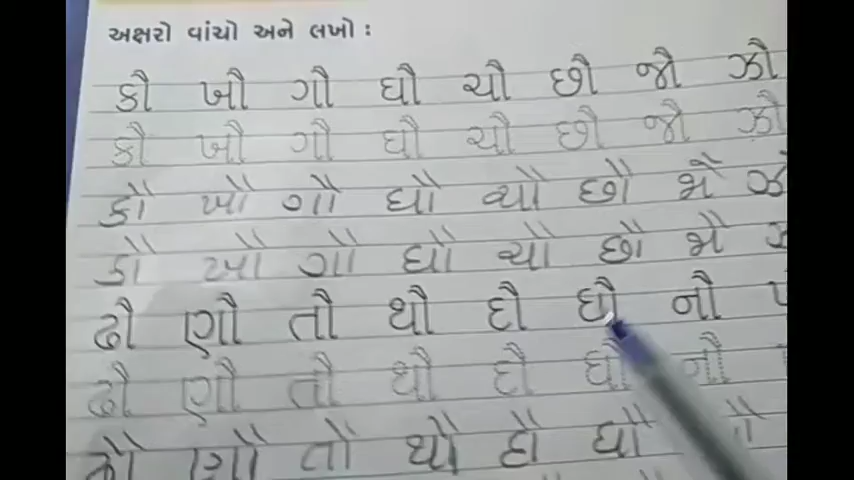 અક્ષરો વાંચો અને લખો :
કૌ ખૌ ગૌ ઘૌ ચૌ છૌ જૌ ઝૌ
કૌ ખૌ ગૌ ઘૌ ચૌ છૌ જૌ ઝૌ
કૌ ખૌ ગૌ ઘૌ ચૌ છૌ જૌ ઝૌ
કૌ ખૌ ગૌ ઘૌ ચૌ છૌ જૌ
ઢૌ ણૌ તૌ થૌ દૌ ધૌ નૌ
ઢૌ ણૌ તૌ થૌ દૌ ધૌ નૌ
ઢૌ ણૌ તૌ થૌ દૌ ધૌ